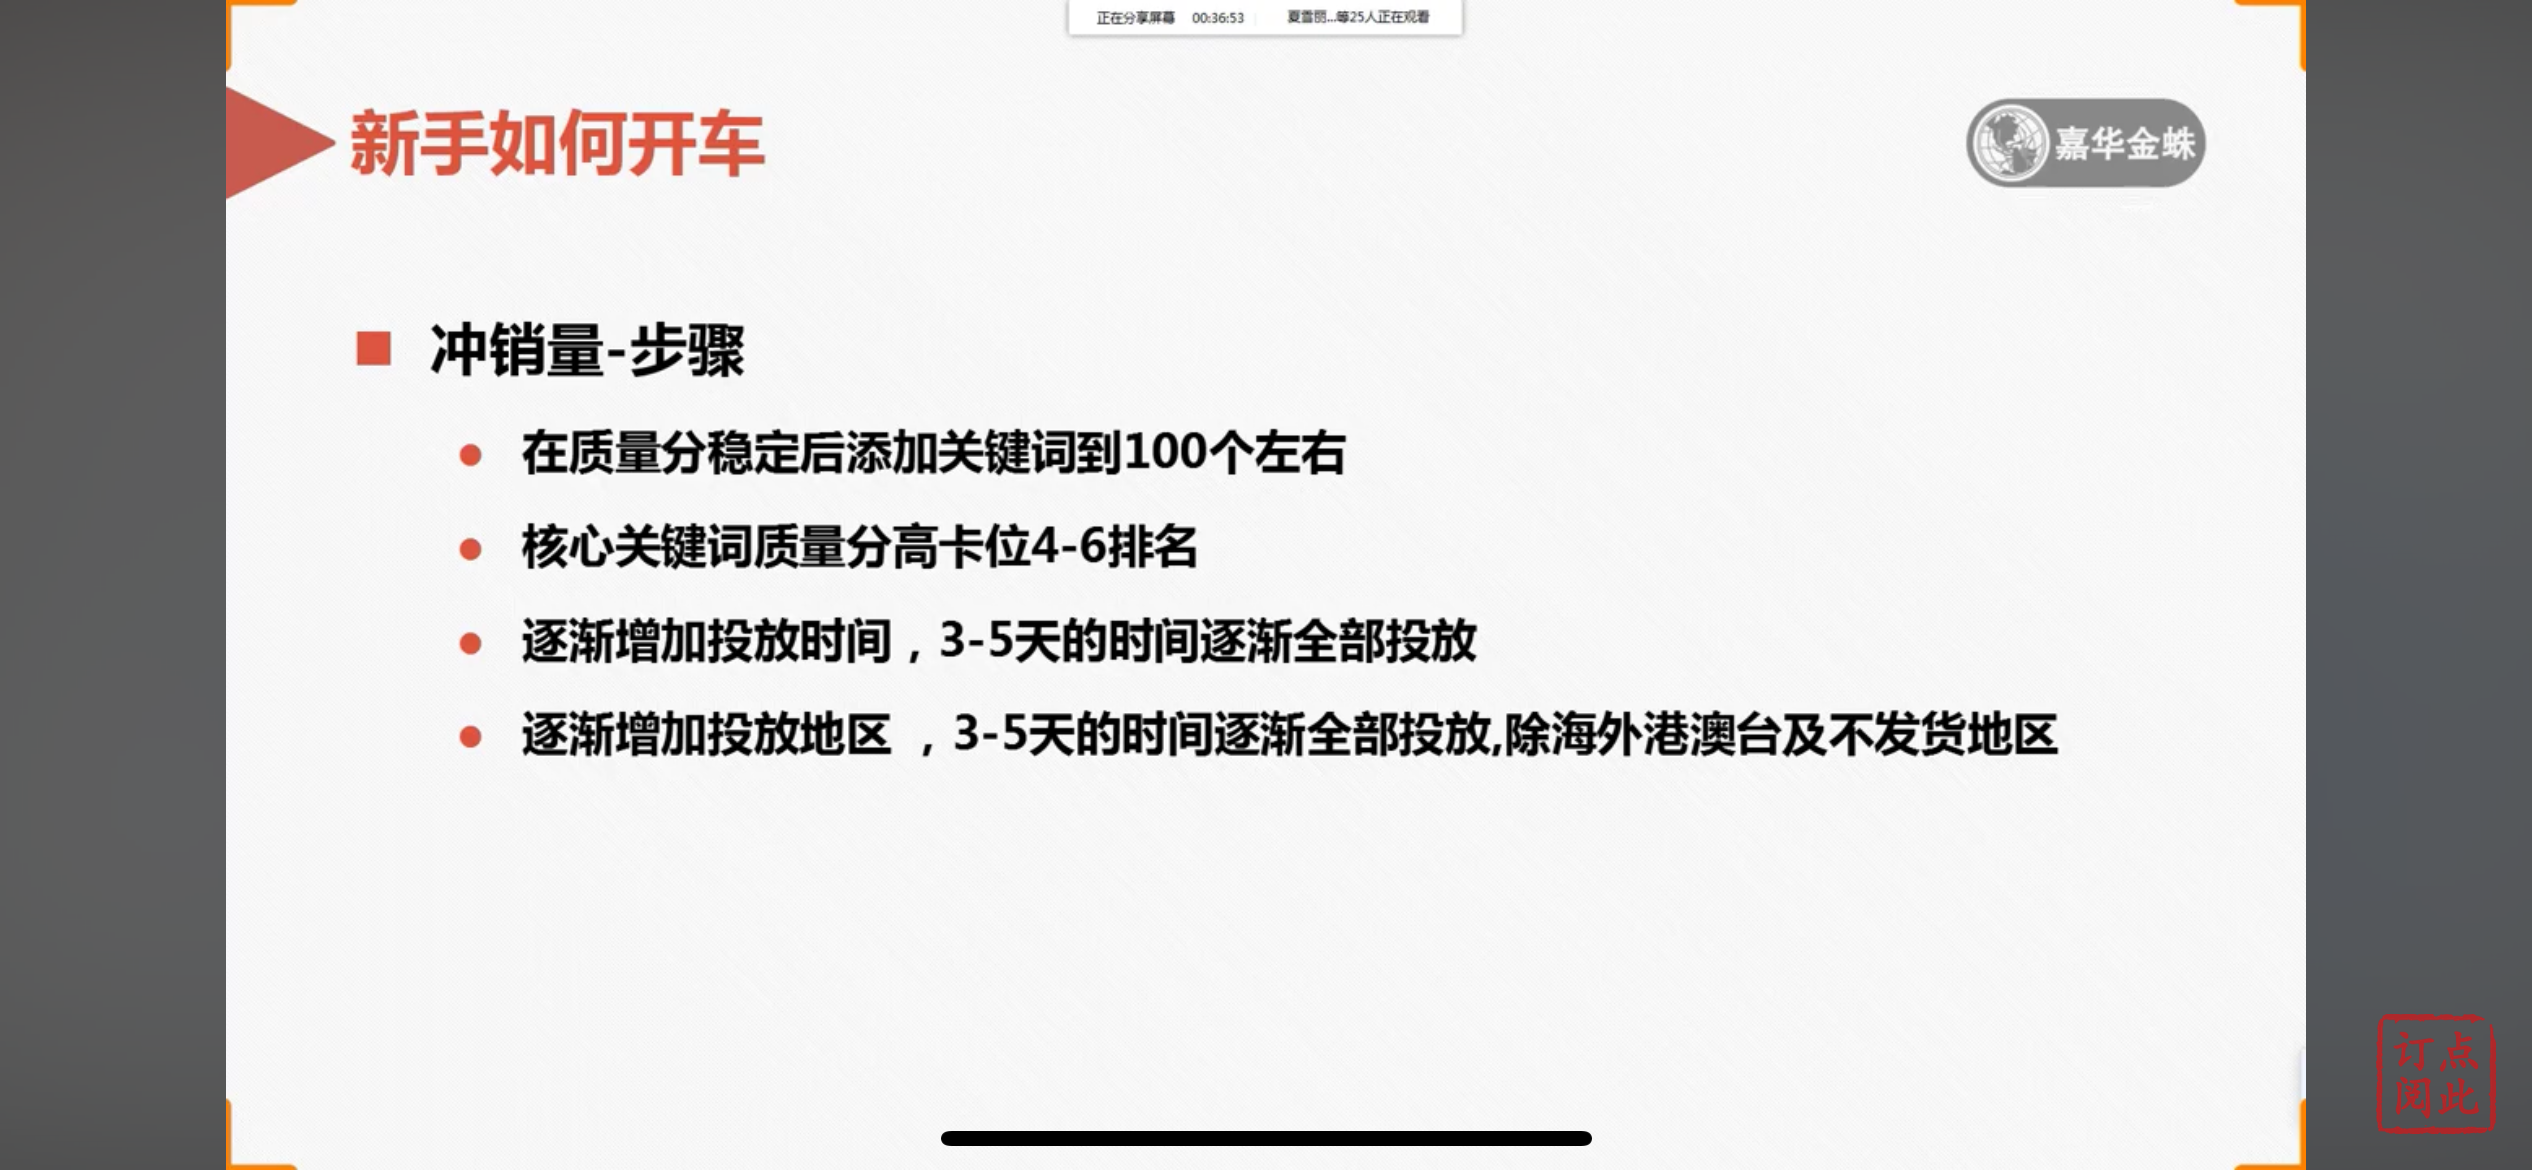 正在分享屏幕 00:36:53 夏雪丽...等25人正在观看
新手如何开车
嘉华金蛛
冲销量-步骤
在质量分稳定后添加关键词到100个左右
核心关键词质量分高卡位4-6排名
逐渐增加投放时间，3-5天的时间逐渐全部投放
逐渐增加投放地区 ，3-5天的时间逐渐全部投放,除海外港澳台及不发货地区
点此
订阅